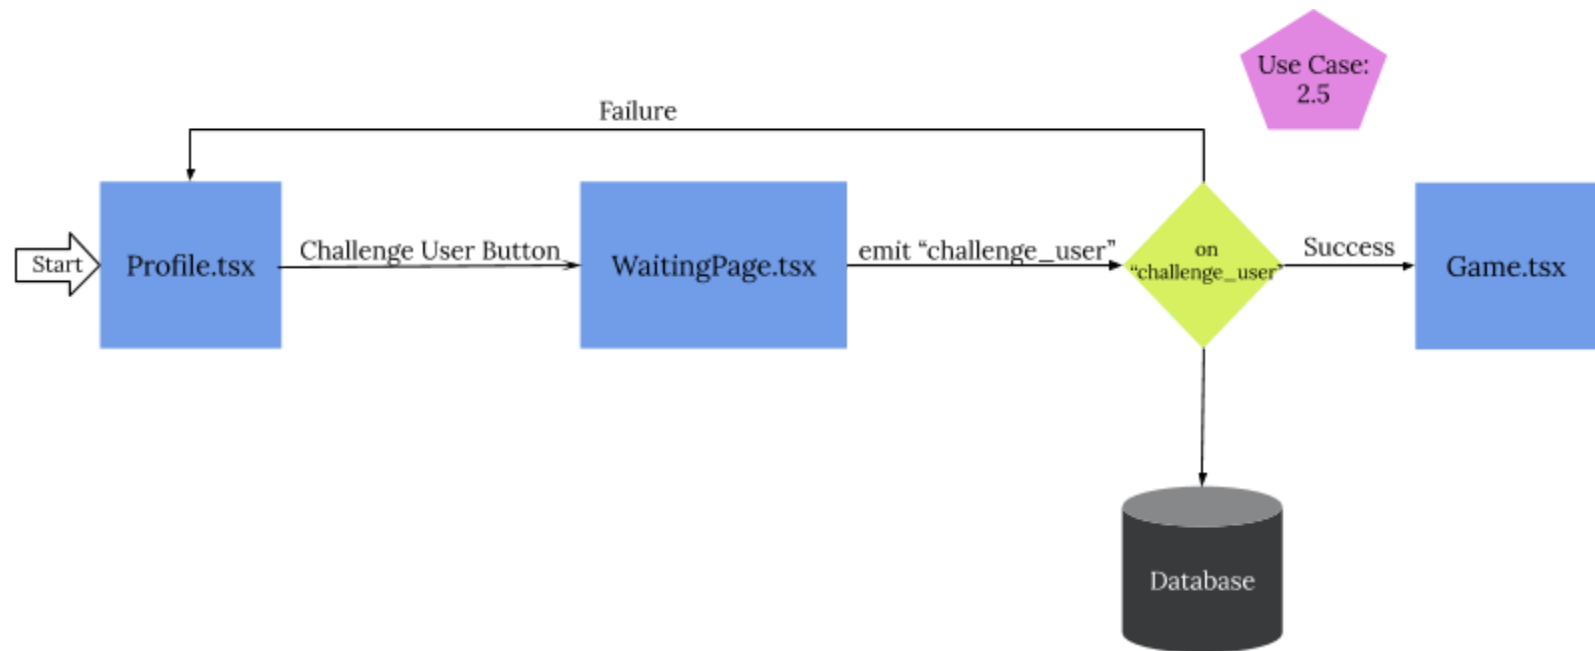 Use Case:
2.5
Failure
Start
Profile.tsx
Challenge User Button
WaitingPage.tsx
emit “challenge_user”
on
“challenge_user”
Success
Game.tsx
Database